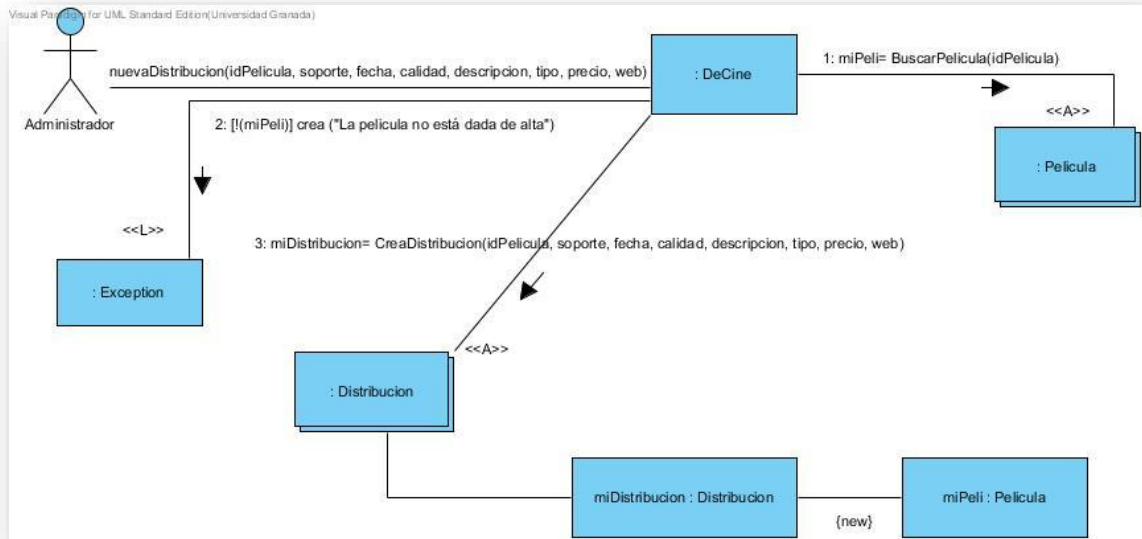 Visual Paradigm for UML Standard Edition(Universidad Granada)
nuevaDistribucion(idPelicula, soporte, fecha, calidad, descripcion, tipo, precio, web)
: DeCine
1: miPeli= BuscarPelicula(idPelicula)
Administrador
2: [!(miPeli)] crea ("La pelicula no está dada de alta")
<<A>>
: Pelicula
<<L>>
3: miDistribucion= CreaDistribucion(idPelicula, soporte, fecha, calidad, descripcion, tipo, precio, web)
: Exception
<<A>>
: Distribucion
miDistribucion : Distribucion
miPeli : Pelicula
{new}